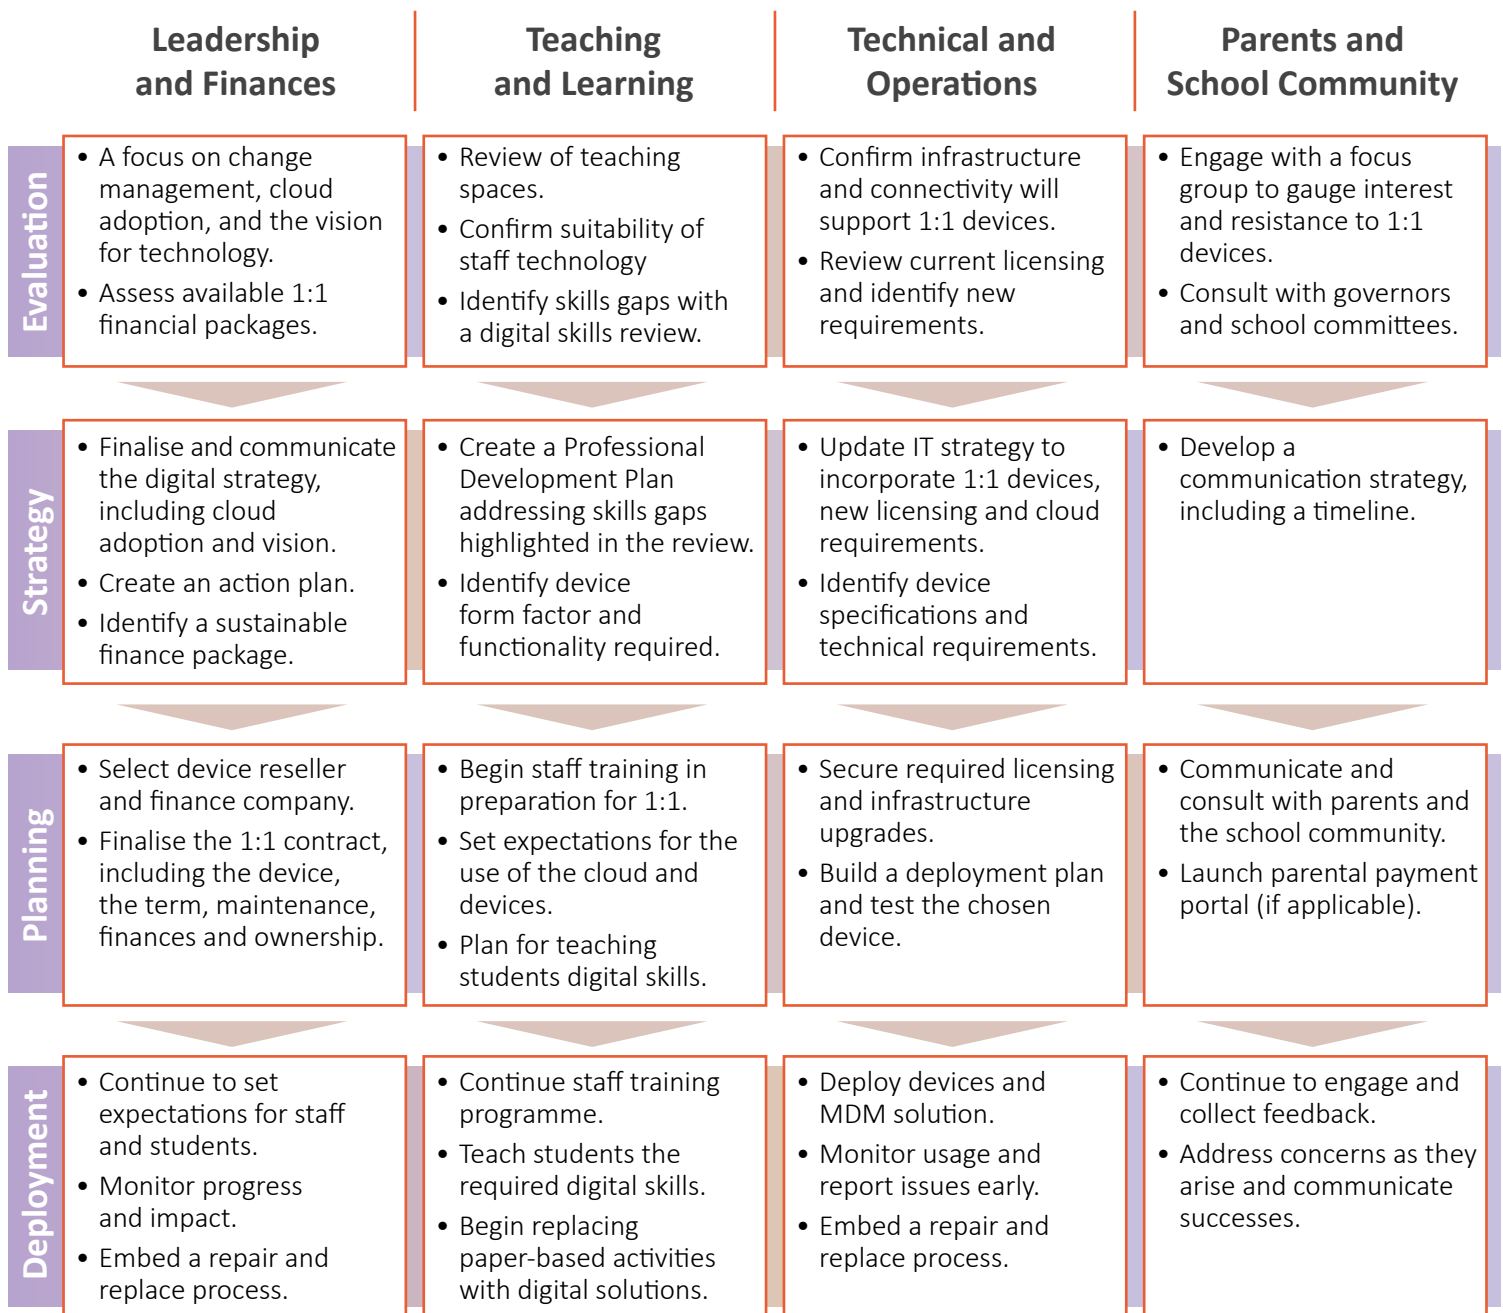 Leadership
and Finances
Teaching
and Learning
Technical and
Operations
Parents and
School Community
Evaluation
• A focus on change
management, cloud
adoption, and the vision
for technology.
• Assess available 1:1
financial packages.
• Review of teaching
spaces.
• Confirm suitability of
staff technology
• Identify skills gaps with
a digital skills review.
• Confirm infrastructure
and connectivity will
support 1:1 devices.
• Review current licensing
and identify new
requirements.
• Engage with a focus
group to gauge interest
and resistance to 1:1
devices.
• Consult with governors
and school committees.
Strategy
• Finalise and communicate
the digital strategy,
including cloud
adoption and vision.
• Create an action plan.
• Identify a sustainable
finance package.
• Create a Professional
Development Plan
addressing skills gaps
highlighted in the review.
• Identify device
form factor and
functionality required.
• Update IT strategy to
incorporate 1:1 devices,
new licensing and cloud
requirements.
• Identify device
specifications and
technical requirements.
• Develop a
communication strategy,
including a timeline.
Planning
• Select device reseller
and finance company.
• Finalise the 1:1 contract,
including the device,
the term, maintenance,
finances and ownership.
• Begin staff training in
preparation for 1:1.
• Set expectations for the
use of the cloud and
devices.
• Plan for teaching
students digital skills.
• Secure required licensing
and infrastructure
upgrades.
• Build a deployment plan
and test the chosen
device.
• Communicate and
consult with parents and
the school community.
• Launch parental payment
portal (if applicable).
Deployment
• Continue to set
expectations for staff
and students.
• Monitor progress
and impact.
• Embed a repair and
replace process.
• Continue staff training
programme.
• Teach students the
required digital skills.
• Begin replacing
paper-based activities
with digital solutions.
• Deploy devices and
MDM solution.
• Monitor usage and
report issues early.
• Embed a repair and
replace process.
• Continue to engage and
collect feedback.
• Address concerns as they
arise and communicate
successes.